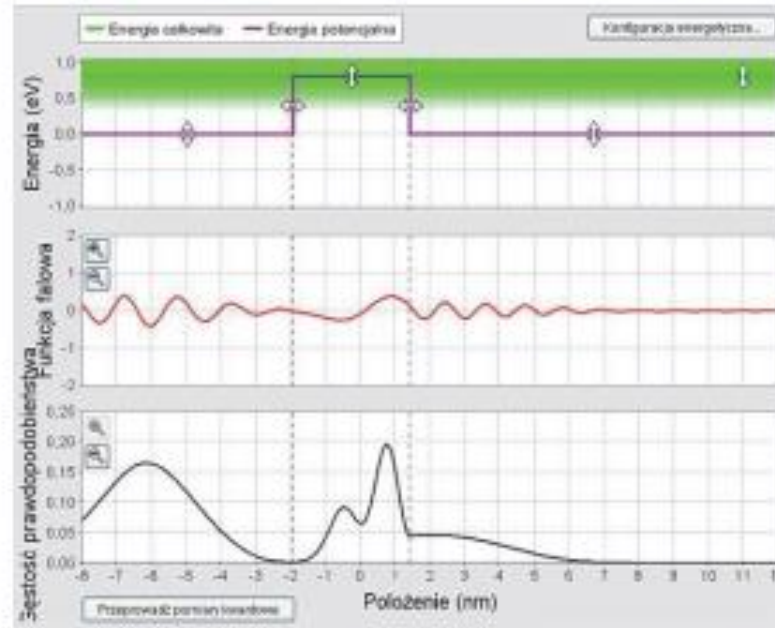 Energia całkowita Energia potencjalna
Konfiguracja energetyczna...
Energia (eV)
1.0
0.5
0.0
-0.5
-1.0
Funkcja falowa
2
1
0
-1
-2
gęstość prawdopodobieństwa
0.25
0.20
0.15
0.10
0.05
0.00
-8 -7 -6 -5 -4 -3 -2 -1 0 1 2 3 4 5 6 7 8 9 10 11
Położenie (nm)
Przeprowadź pomiar kwantowy